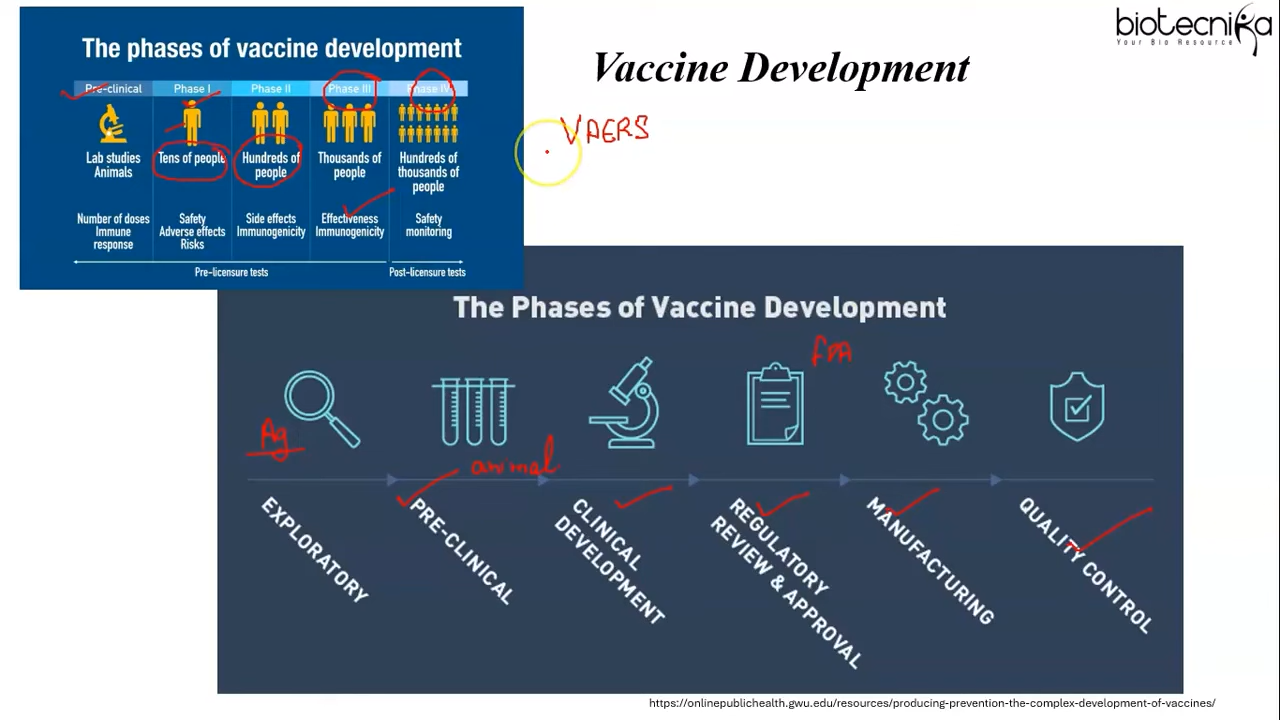 biotecnika
Your Bio Resource
Vaccine Development
The phases of vaccine development
Pre-clinical Phase I Phase II Phase III Phase IV
Lab studies
Animals
Tens of people
Hundreds of
people
Thousands of
people
Hundreds of
thousands of
people
Number of doses
Immune
response
Safety
Adverse effects
Risks
Side effects
Immunogenicity
Effectiveness
Immunogenicity
Safety
monitoring
Pre-licensure tests
Post-licensure tests
VAERS
The Phases of Vaccine Development
FDA
Ag
animal
EXPLORATORY
PRE-CLINICAL
CLINICAL
DEVELOPMENT
REGULATORY
REVIEW & APPROVAL
MANUFACTURING
QUALITY CONTROL
https://onlinepublichealth.gwu.edu/resources/producing-prevention-the-complex-development-of-vaccines/